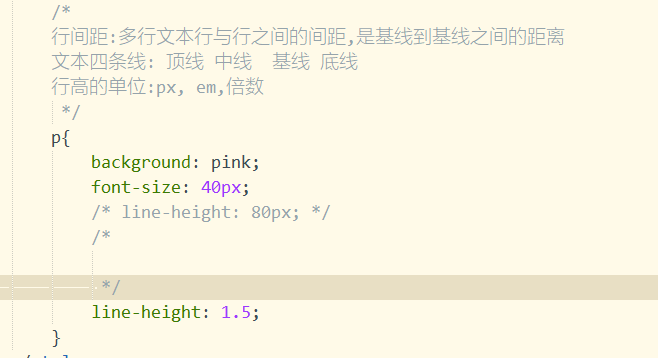 /*
行间距:多行文本行与行之间的间距,是基线到基线之间的距离
文本四条线: 顶线 中线  基线 底线
行高的单位:px, em,倍数
*/
p{
background: pink;
font-size: 40px;
/* line-height: 80px; */
/*
*/
line-height: 1.5;
}